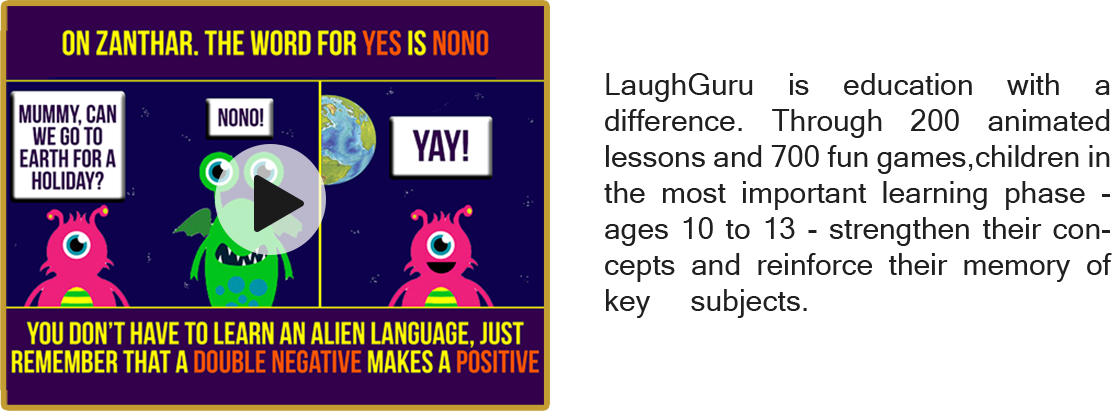 ON ZANTHAR. THE WORD FOR YES IS NONO
MUMMY, CAN
WE GO TO
EARTH FOR A
HOLIDAY?
NONO!
YAY!
YOU DON'T HAVE TO LEARN AN ALIEN LANGUAGE, JUST
REMEMBER THAT A DOUBLE NEGATIVE MAKES A POSITIVE
LaughGuru is education with a
difference. Through 200 animated
lessons and 700 fun games,children in
the most important learning phase -
ages 10 to 13 - strengthen their con-
cepts and reinforce their memory of
key subjects.